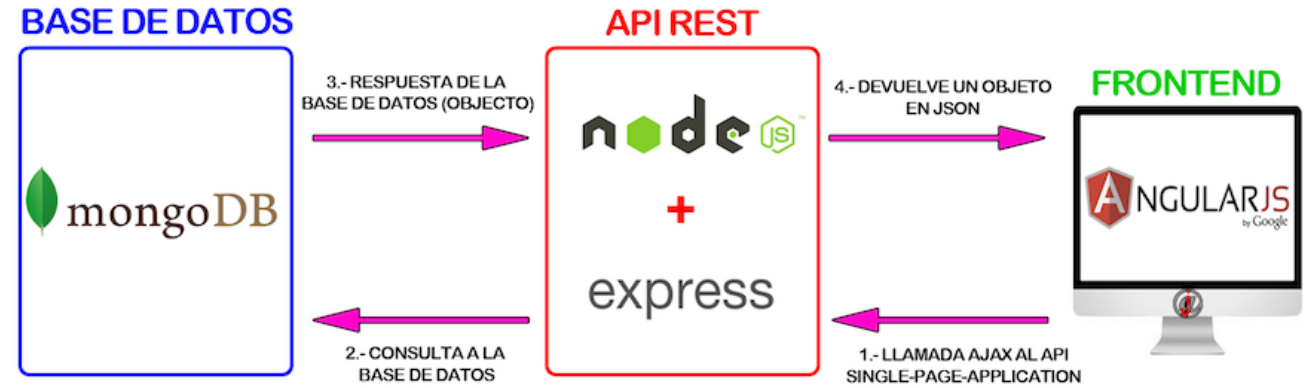 BASE DE DATOS
API REST
FRONTEND
3.- RESPUESTA DE LA
BASE DE DATOS (OBJECTO)
4.- DEVUELVE UN OBJETO
EN JSON
mongoDB
node JS
™
+
express
ANGULARJS
by Google
2.- CONSULTA A LA
BASE DE DATOS
1.- LLAMADA AJAX AL API
SINGLE-PAGE-APPLICATION